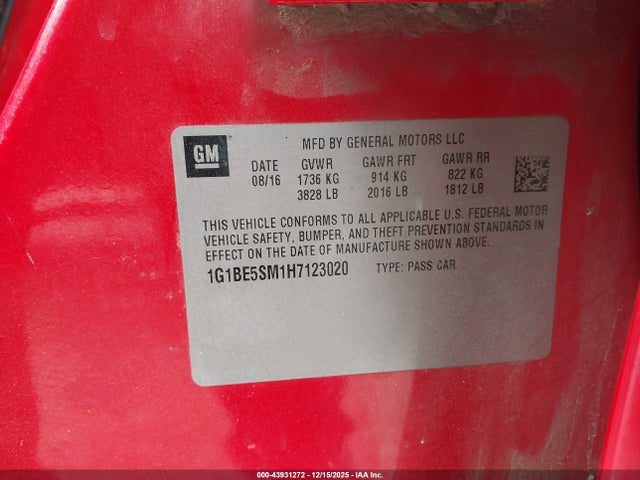 GM
MFD BY GENERAL MOTORS LLC
DATE GVWR GAWR FRT GAWR RR
08/16 1736 KG 914 KG 822 KG
3828 LB 2016 LB 1812 LB
THIS VEHICLE CONFORMS TO ALL APPLICABLE U.S. FEDERAL MOTOR
VEHICLE SAFETY, BUMPER, AND THEFT PREVENTION STANDARDS IN
EFFECT ON THE DATE OF MANUFACTURE SHOWN ABOVE.
1G1BE5SM1H7123020 TYPE: PASS CAR
000-43931272 - 12/15/2025 - IAA Inc.